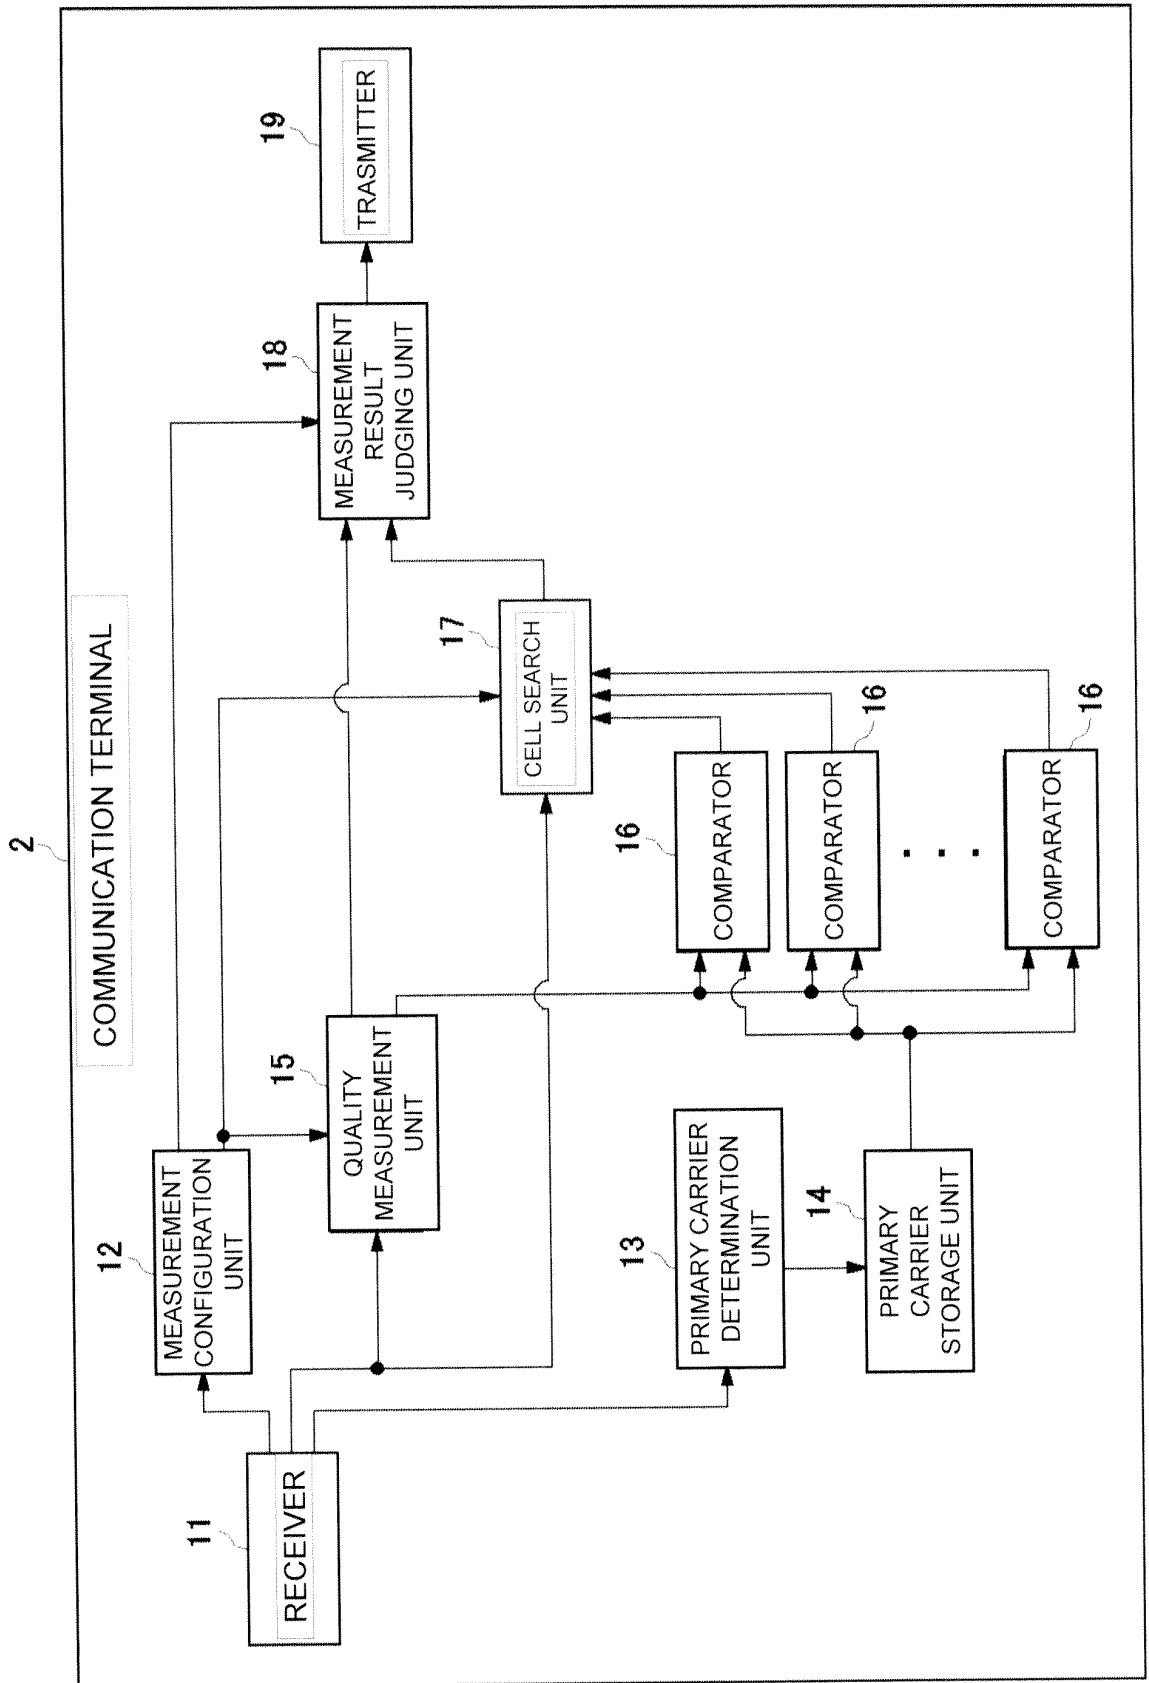 2
COMMUNICATION TERMINAL
11
RECEIVER
12
MEASUREMENT
CONFIGURATION
UNIT
15
QUALITY
MEASUREMENT
UNIT
13
PRIMARY CARRIER
DETERMINATION
UNIT
14
PRIMARY
CARRIER
STORAGE UNIT
16
COMPARATOR
16
COMPARATOR
. . .
16
COMPARATOR
17
CELL SEARCH
UNIT
18
MEASUREMENT
RESULT
JUDGING UNIT
19
TRASMITTER